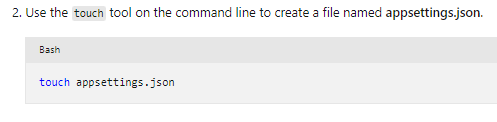 2. Use the touch tool on the command line to create a file named appsettings.json.
Bash
touch appsettings.json